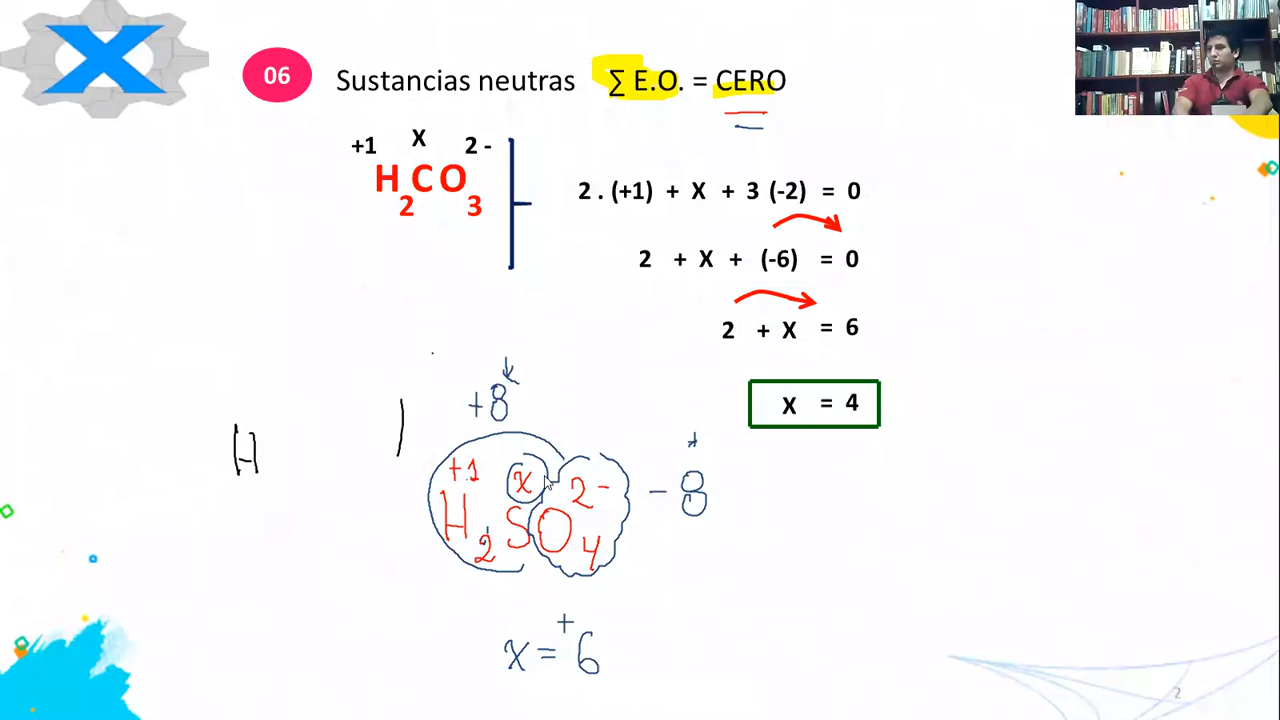 06 Sustancias neutras ∑ E.O. = CERO
+1 X 2 -
H2CO3
2 . (+1) + X + 3 (-2) = 0
2 + X + (-6) = 0
2 + X = 6
X = 4
+8
+1 x 2 -
H2SO4
- 8
H
x = +6
2